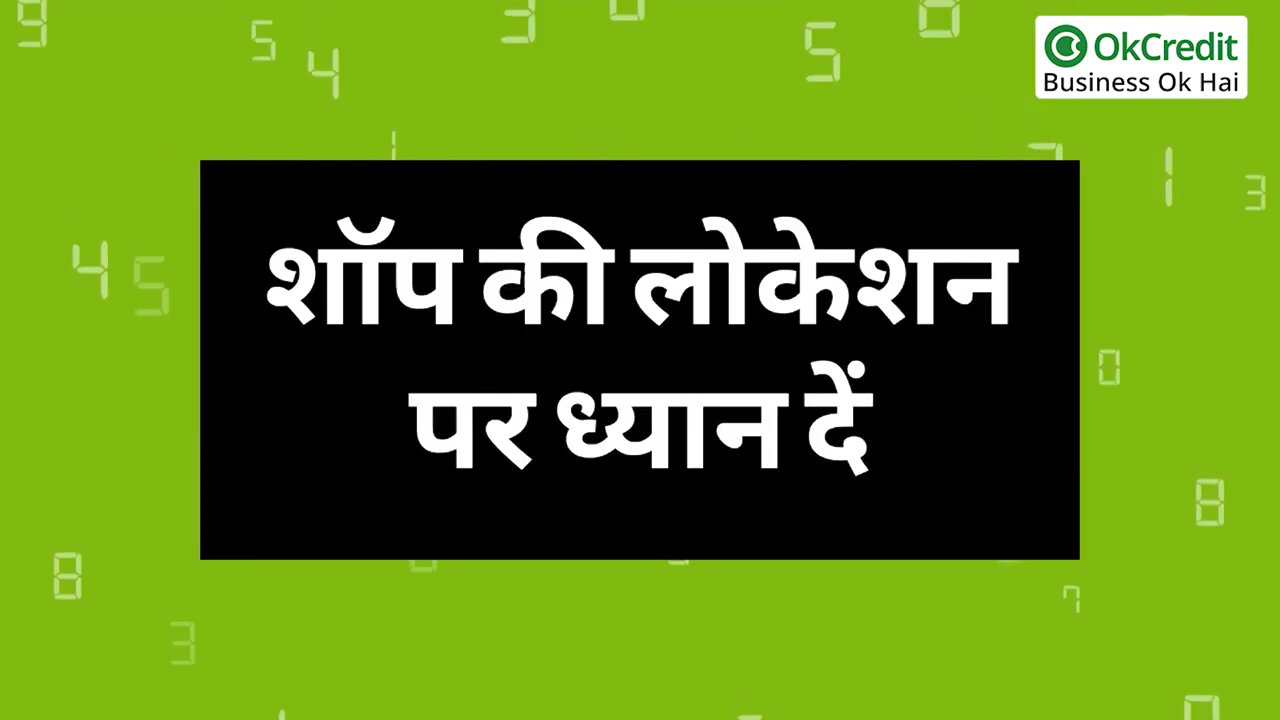 OkCredit
Business Ok Hai
शॉप की लोकेशन
पर ध्यान दें